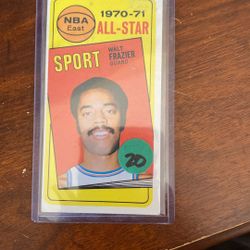 1970-71
NBA
East
ALL-STAR
SPORT
WALT
FRAZIER
GUARD
20